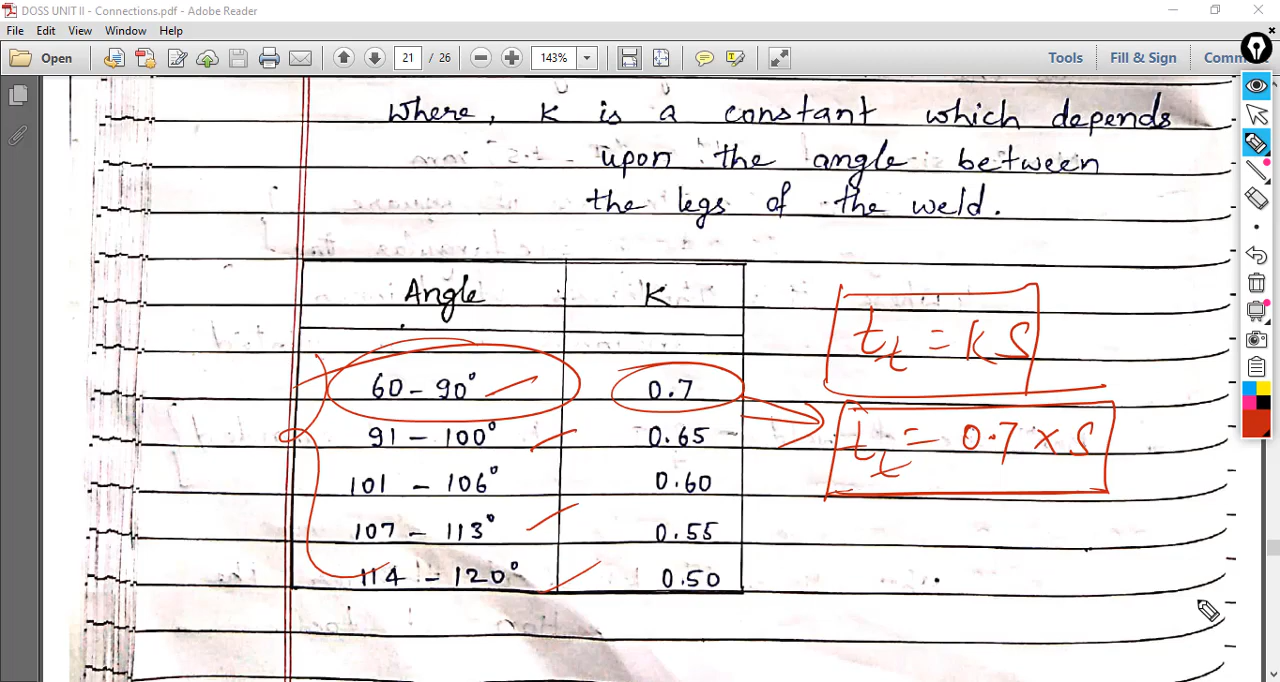 DOSS UNIT II - Connections.pdf - Adobe Reader
File Edit View Window Help
Open 21 / 26 143% Tools Fill & Sign Comm
where, K is a constant which depends
upon the angle between
the legs of the weld.
Angle K
60 - 90° 0.7
91 - 100° 0.65
101 - 106° 0.60
107 - 113° 0.55
114 - 120° 0.50
t_t = K S
t_t = 0.7 × S